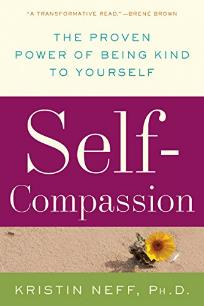 "A TRANSFORMATIVE READ." —BRENÉ BROWN
THE PROVEN
POWER OF BEING KIND
TO YOURSELF
Self-
Compassion
KRISTIN NEFF, PH.D.